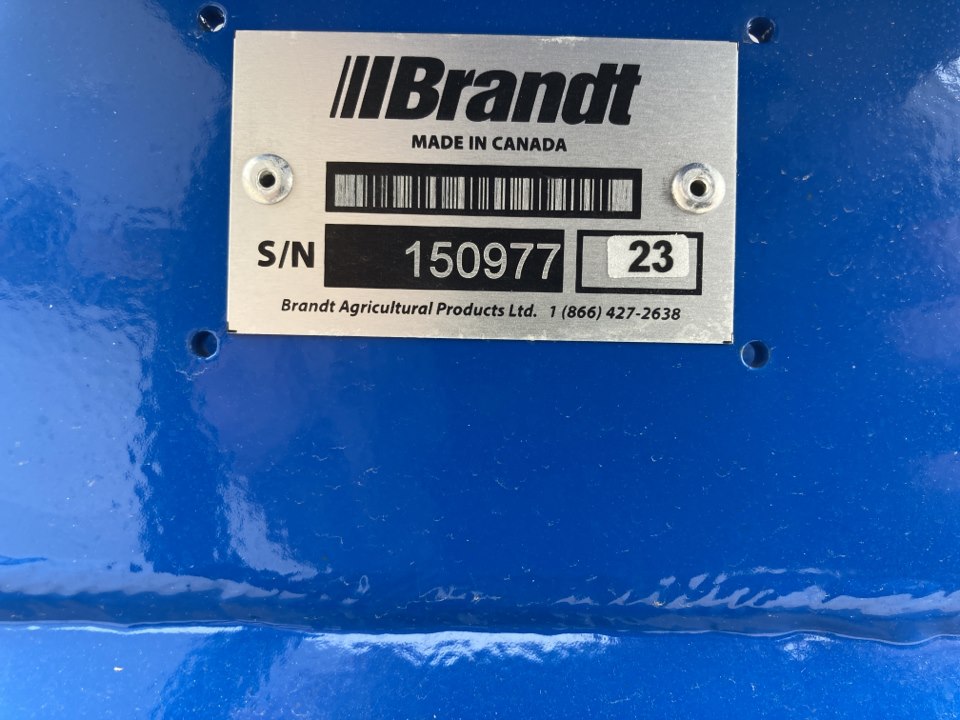 Brandt
MADE IN CANADA
S/N 150977 23
Brandt Agricultural Products Ltd. 1 (866) 427-2638